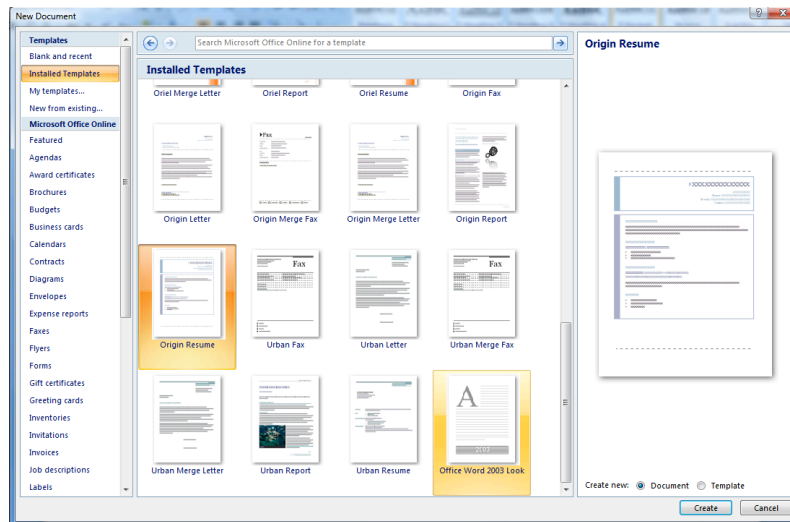 New Document
Templates
Blank and recent
Installed Templates
My templates...
New from existing...
Microsoft Office Online
Featured
Agendas
Award certificates
Brochures
Budgets
Business cards
Calendars
Contracts
Diagrams
Envelopes
Expense reports
Faxes
Flyers
Forms
Gift certificates
Greeting cards
Inventories
Invitations
Invoices
Job descriptions
Labels
Search Microsoft Office Online for a template
Installed Templates
Oriel Merge Letter
Oriel Report
Oriel Resume
Origin Fax
Fax
Origin Letter
Origin Merge Fax
Origin Merge Letter
Origin Report
Fax
Fax
Origin Resume
Urban Fax
Urban Letter
Urban Merge Fax
A
2003
Urban Merge Letter
Urban Report
Urban Resume
Office Word 2003 Look
Origin Resume
Create new: Document Template
Create Cancel